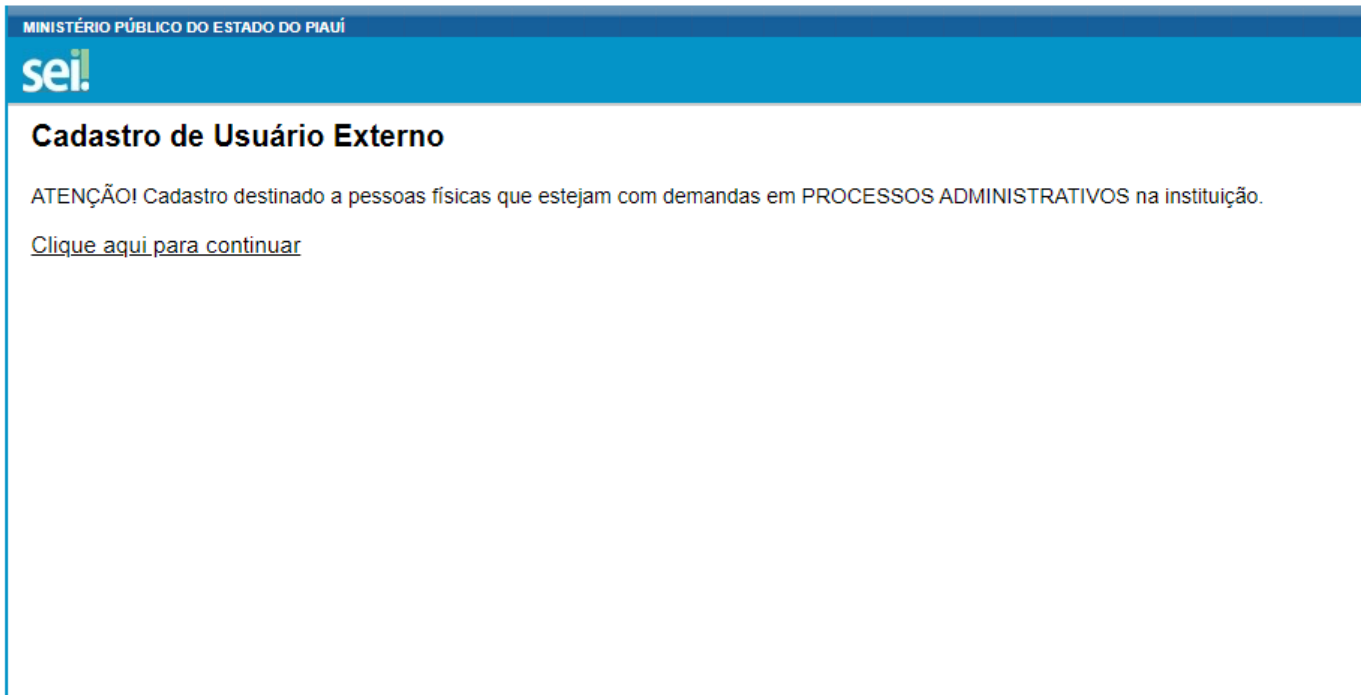 MINISTÉRIO PÚBLICO DO ESTADO DO PIAUÍ
sei!
Cadastro de Usuário Externo
ATENÇÃO! Cadastro destinado a pessoas físicas que estejam com demandas em PROCESSOS ADMINISTRATIVOS na instituição.
Clique aqui para continuar